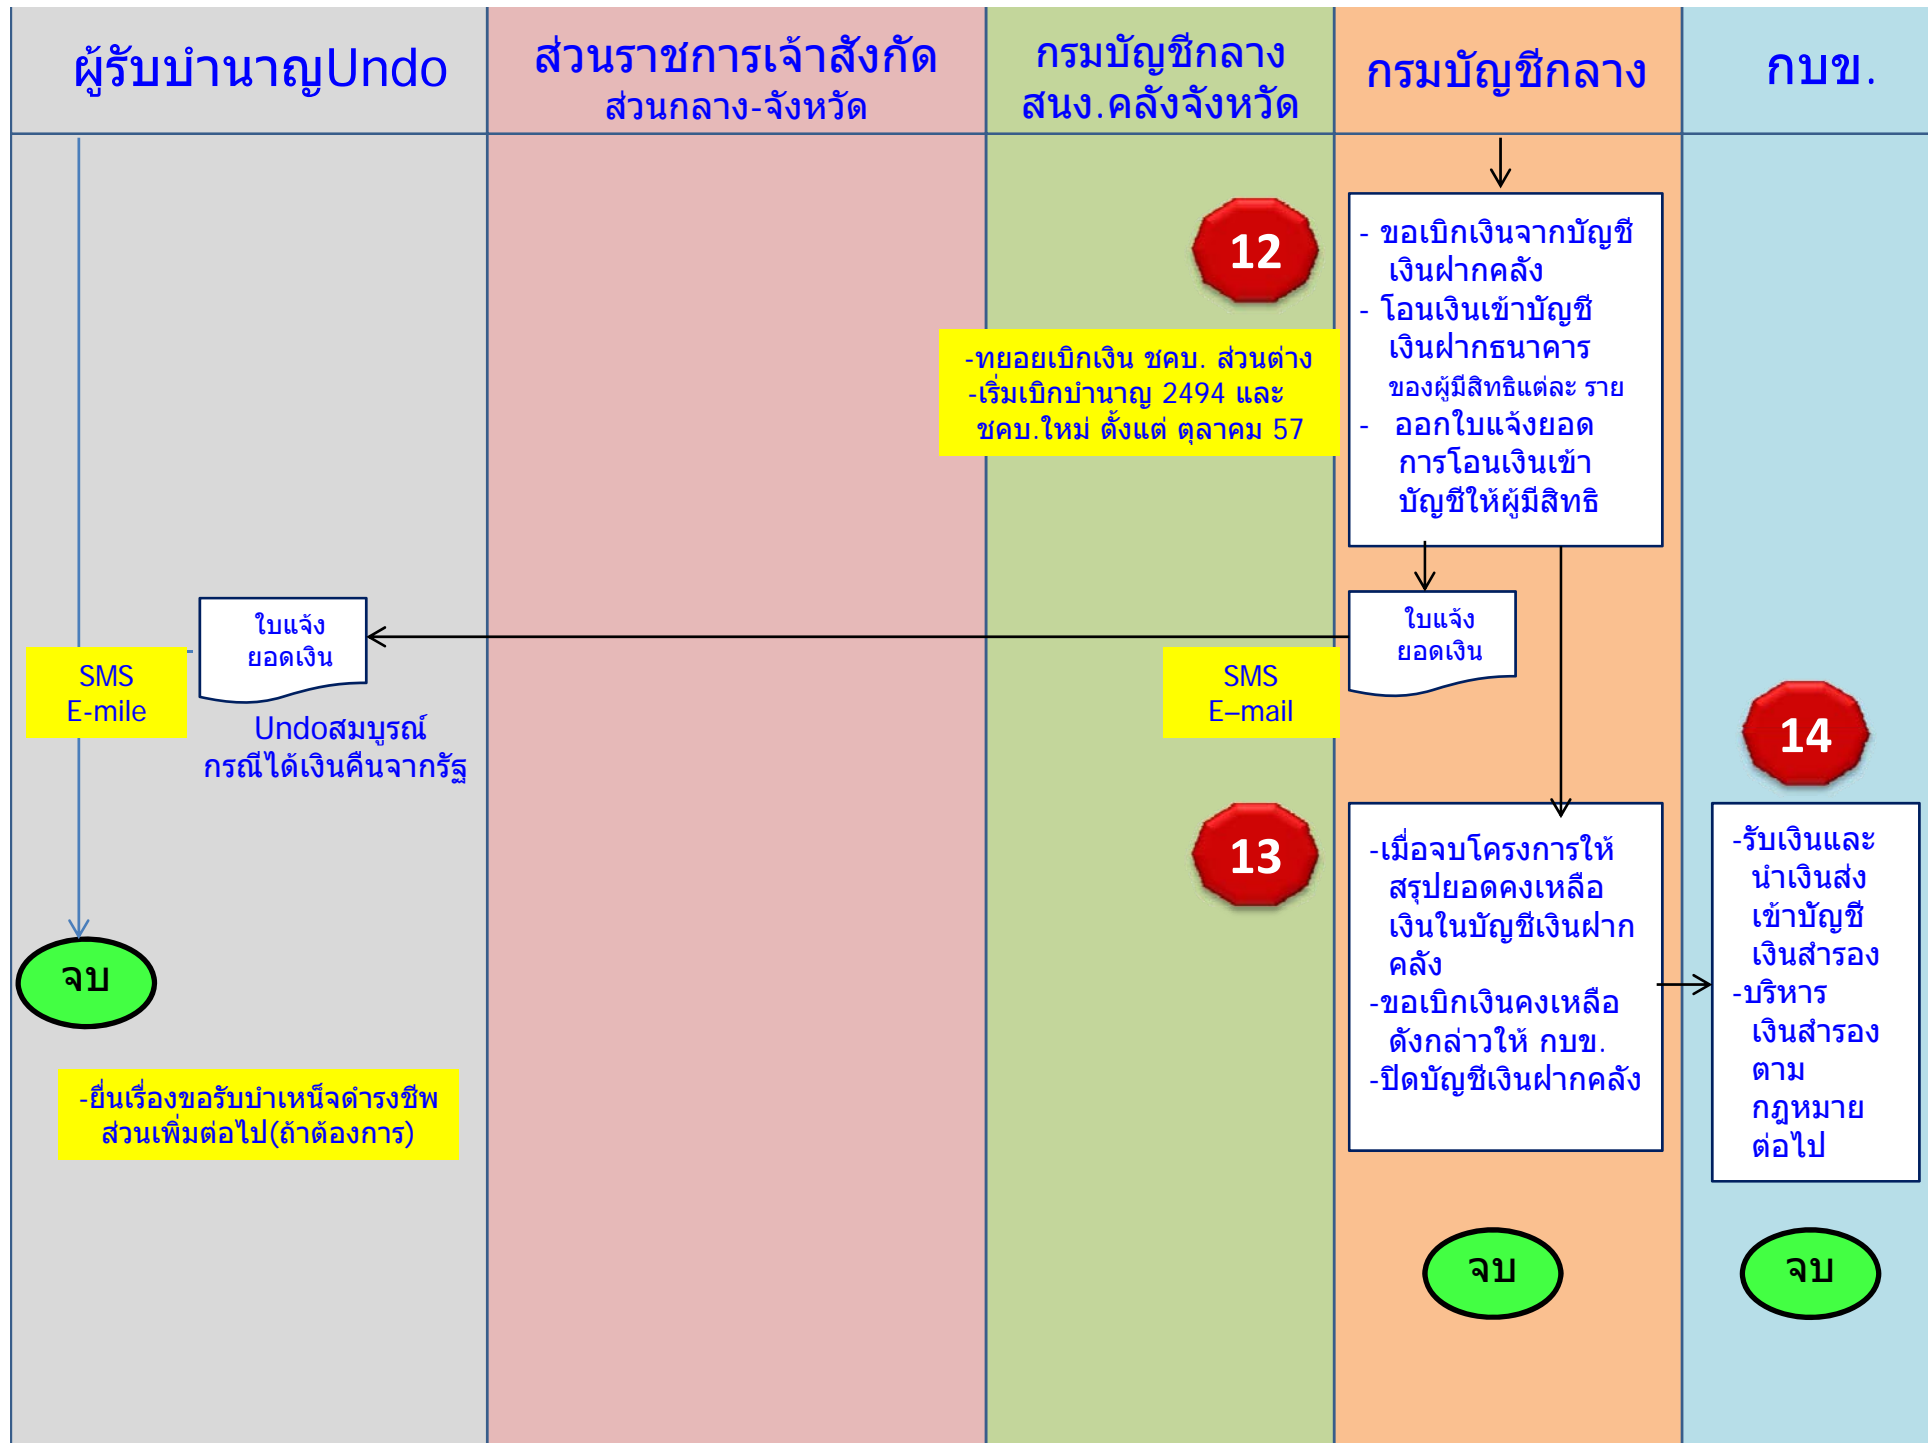 ผู้รับบำนาญUndo
ส่วนราชการเจ้าสังกัด
ส่วนกลาง-จังหวัด
กรมบัญชีกลาง
สนง.คลังจังหวัด
กรมบัญชีกลาง
กบข.
12
- ขอเบิกเงินจากบัญชี
เงินฝากคลัง
- โอนเงินเข้าบัญชี
เงินฝากธนาคาร
ของผู้มีสิทธิแต่ละ ราย
- ออกใบแจ้งยอด
การโอนเงินเข้า
บัญชีให้ผู้มีสิทธิ
-ทยอยเบิกเงิน ชคบ. ส่วนต่าง
-เริ่มเบิกบำนาญ 2494 และ
ชคบ.ใหม่ ตั้งแต่ ตุลาคม 57
ใบแจ้ง
ยอดเงิน
SMS
E-mile
Undoสมบูรณ์
กรณีได้เงินคืนจากรัฐ
ใบแจ้ง
ยอดเงิน
SMS
E–mail
13
-เมื่อจบโครงการให้
สรุปยอดคงเหลือ
เงินในบัญชีเงินฝาก
คลัง
-ขอเบิกเงินคงเหลือ
ดังกล่าวให้ กบข.
-ปิดบัญชีเงินฝากคลัง
14
-รับเงินและ
นำเงินส่ง
เข้าบัญชี
เงินสำรอง
-บริหาร
เงินสำรอง
ตาม
กฎหมาย
ต่อไป
จบ
-ยื่นเรื่องขอรับบำเหน็จดำรงชีพ
ส่วนเพิ่มต่อไป(ถ้าต้องการ)
จบ
จบ